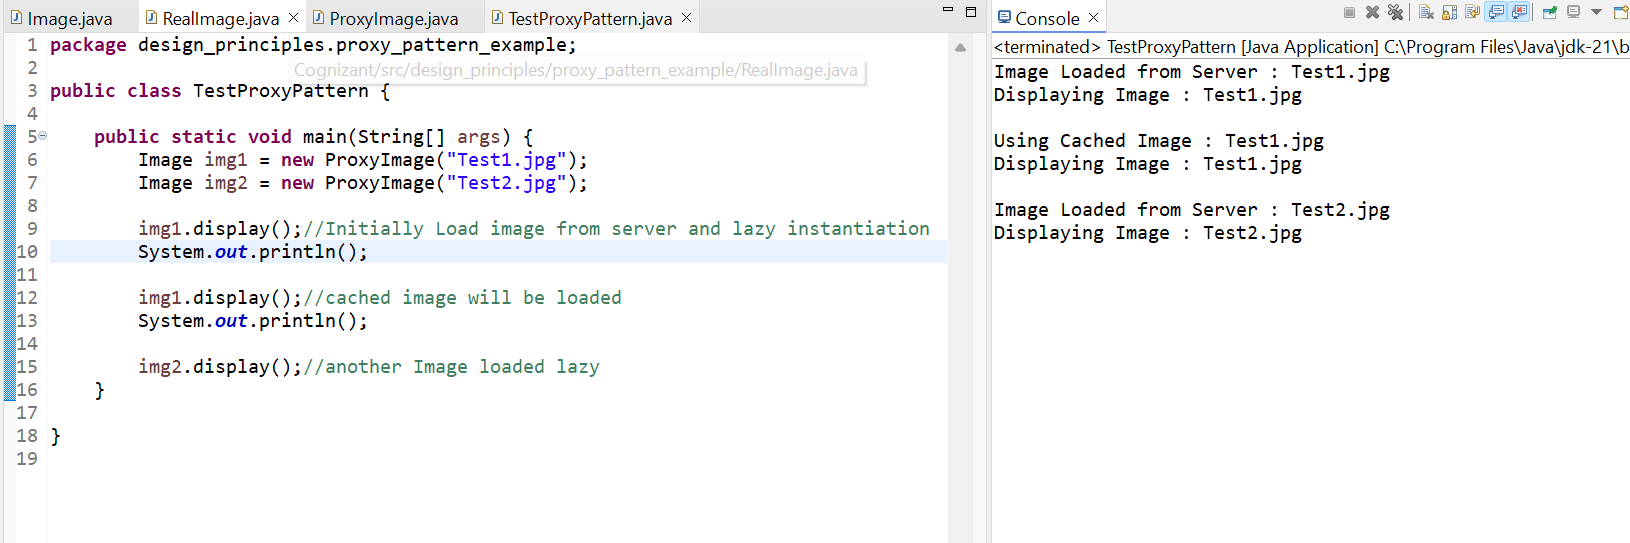 Image.java RealImage.java ProxyImage.java TestProxyPattern.java
1 package design_principles.proxy_pattern_example;
2
Cognizant/src/design_principles/proxy_pattern_example/RealImage.java
3 public class TestProxyPattern {
4
5 public static void main(String[] args) {
6 Image img1 = new ProxyImage("Test1.jpg");
7 Image img2 = new ProxyImage("Test2.jpg");
8
9 img1.display();//Initially Load image from server and lazy instantiation
10 System.out.println();
11
12 img1.display();//cached image will be loaded
13 System.out.println();
14
15 img2.display();//another Image loaded lazy
16 }
17
18 }
19
Console
<terminated> TestProxyPattern [Java Application] C:\Program Files\Java\jdk-21\b
Image Loaded from Server : Test1.jpg
Displaying Image : Test1.jpg
Using Cached Image : Test1.jpg
Displaying Image : Test1.jpg
Image Loaded from Server : Test2.jpg
Displaying Image : Test2.jpg